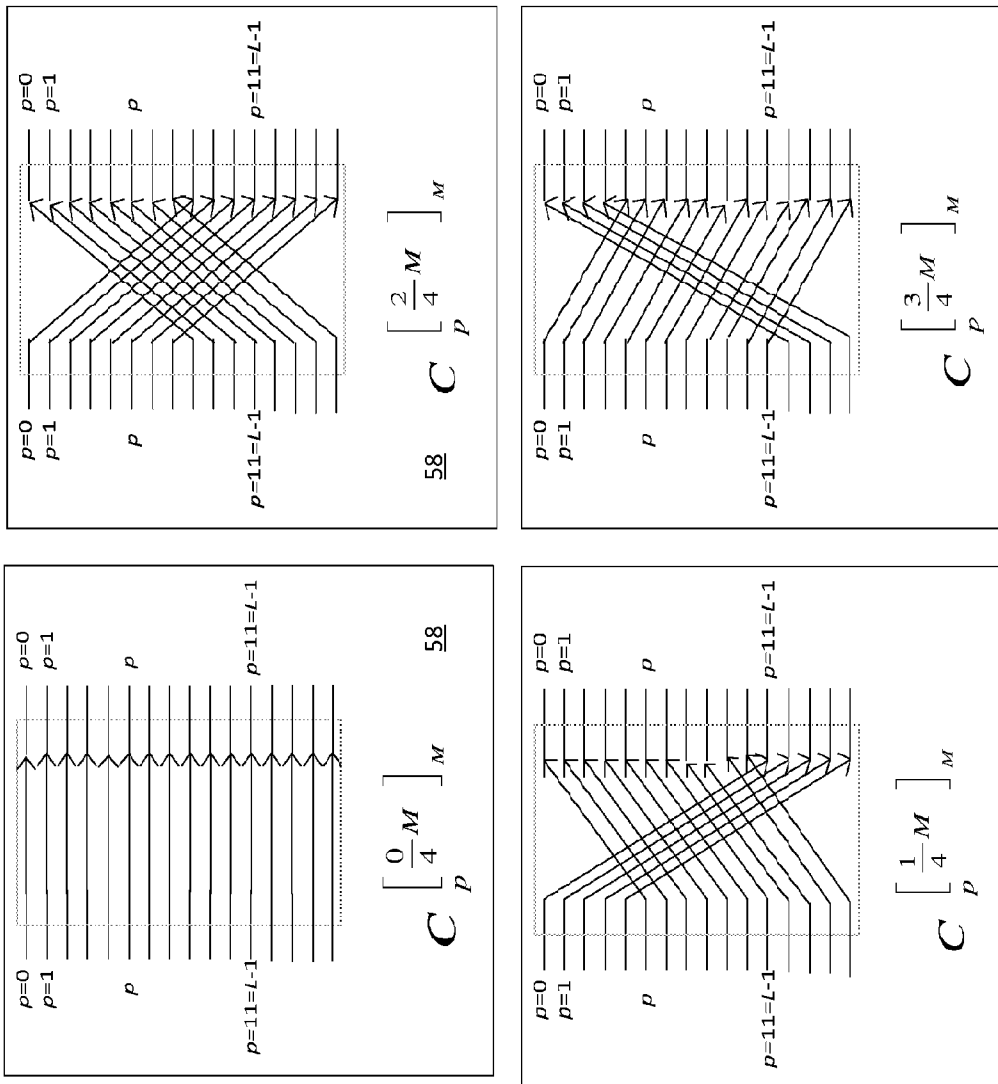 p=0 p=0
p=1 p=1
p p
p=11=L-1 p=11=L-1
C p [0/4 M] M
58
p=0 p=0
p=1 p=1
p p
p=11=L-1 p=11=L-1
58
C p [2/4 M] M
p=0 p=0
p=1 p=1
p p
p=11=L-1 p=11=L-1
C p [1/4 M] M
p=0 p=0
p=1 p=1
p p
p=11=L-1 p=11=L-1
C p [3/4 M] M